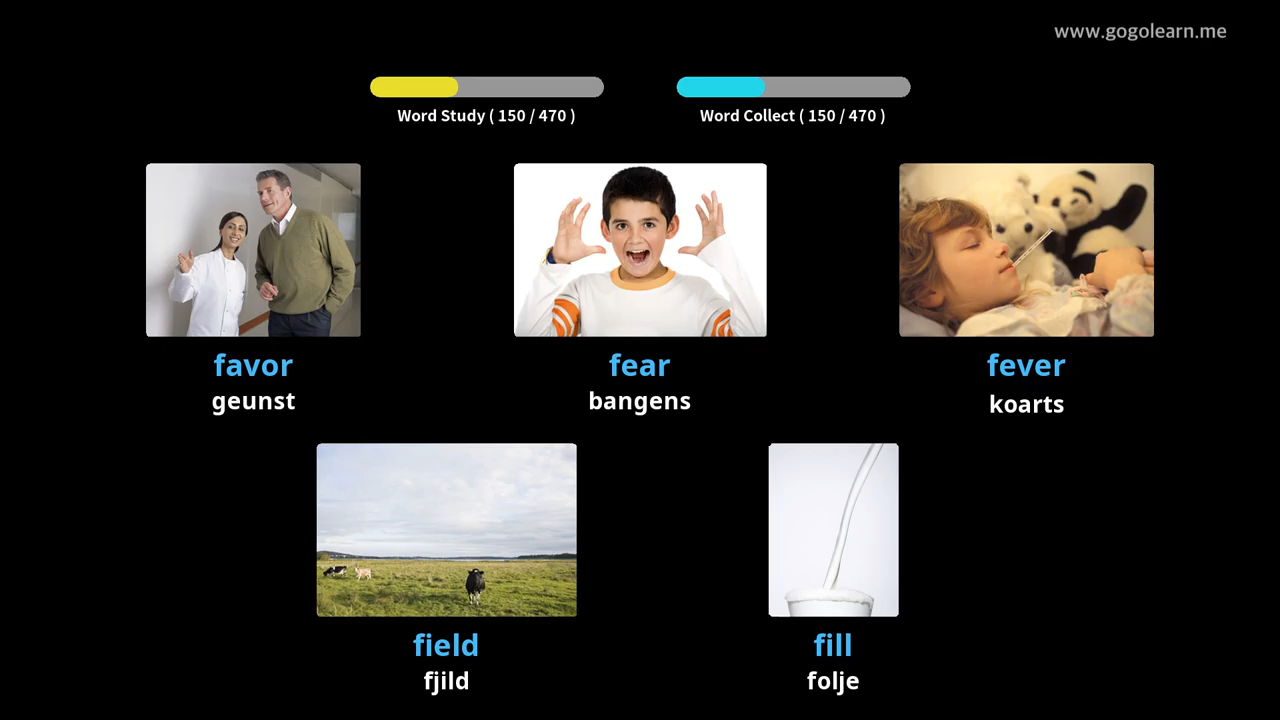 www.gogolearn.me
Word Study ( 150 / 470 )
Word Collect ( 150 / 470 )
favor
geunst
fear
bangens
fever
koarts
field
fjild
fill
folje